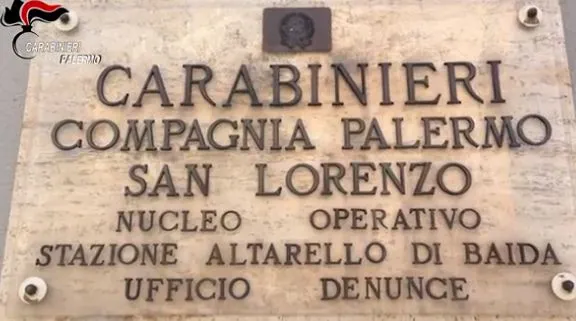 CARABINIERI
PALERMO
CARABINIERI
COMPAGNIA PALERMO
SAN LORENZO
NUCLEO OPERATIVO
STAZIONE ALTARELLO DI BAIDA
UFFICIO DENUNCE